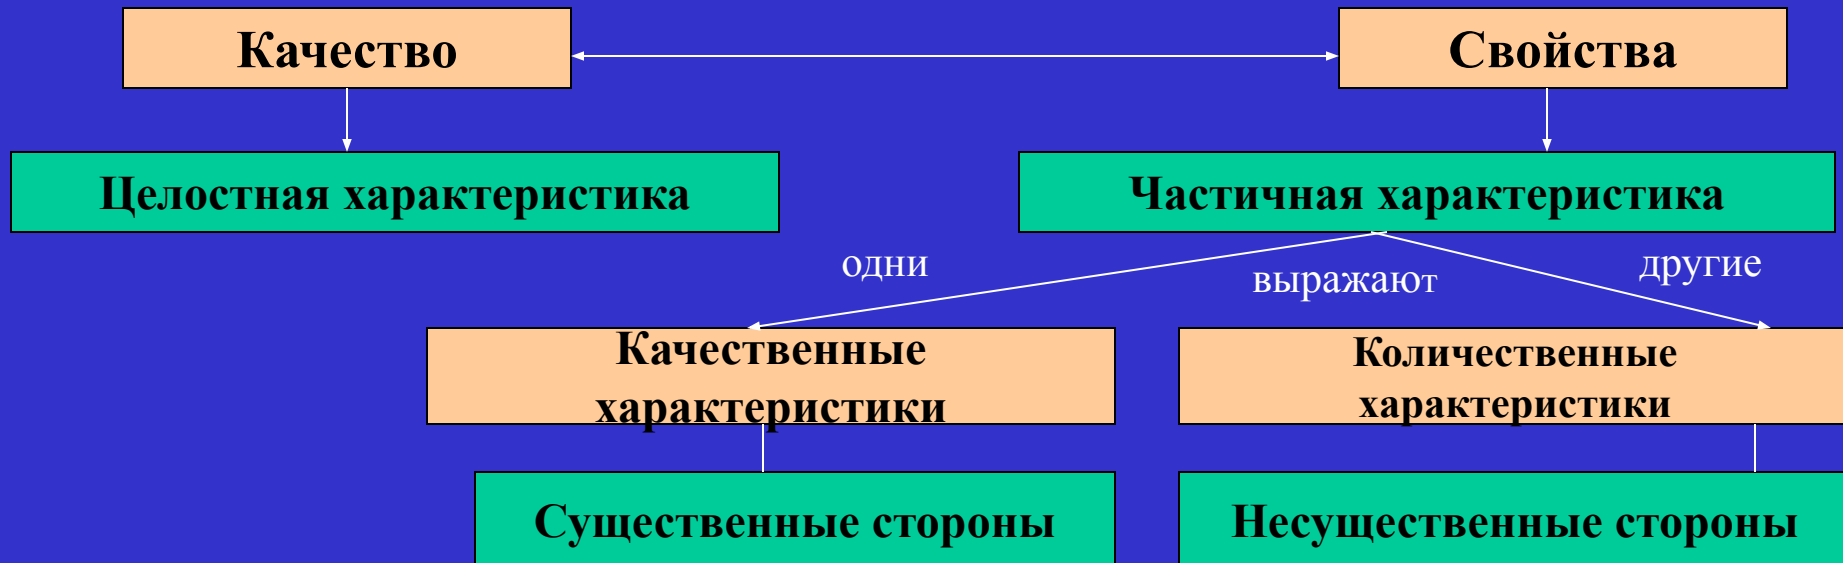 Качество
Свойства
Целостная характеристика
Частичная характеристика
одни
выражают
другие
Качественные
характеристики
Количественные
характеристики
Существенные стороны
Несущественные стороны